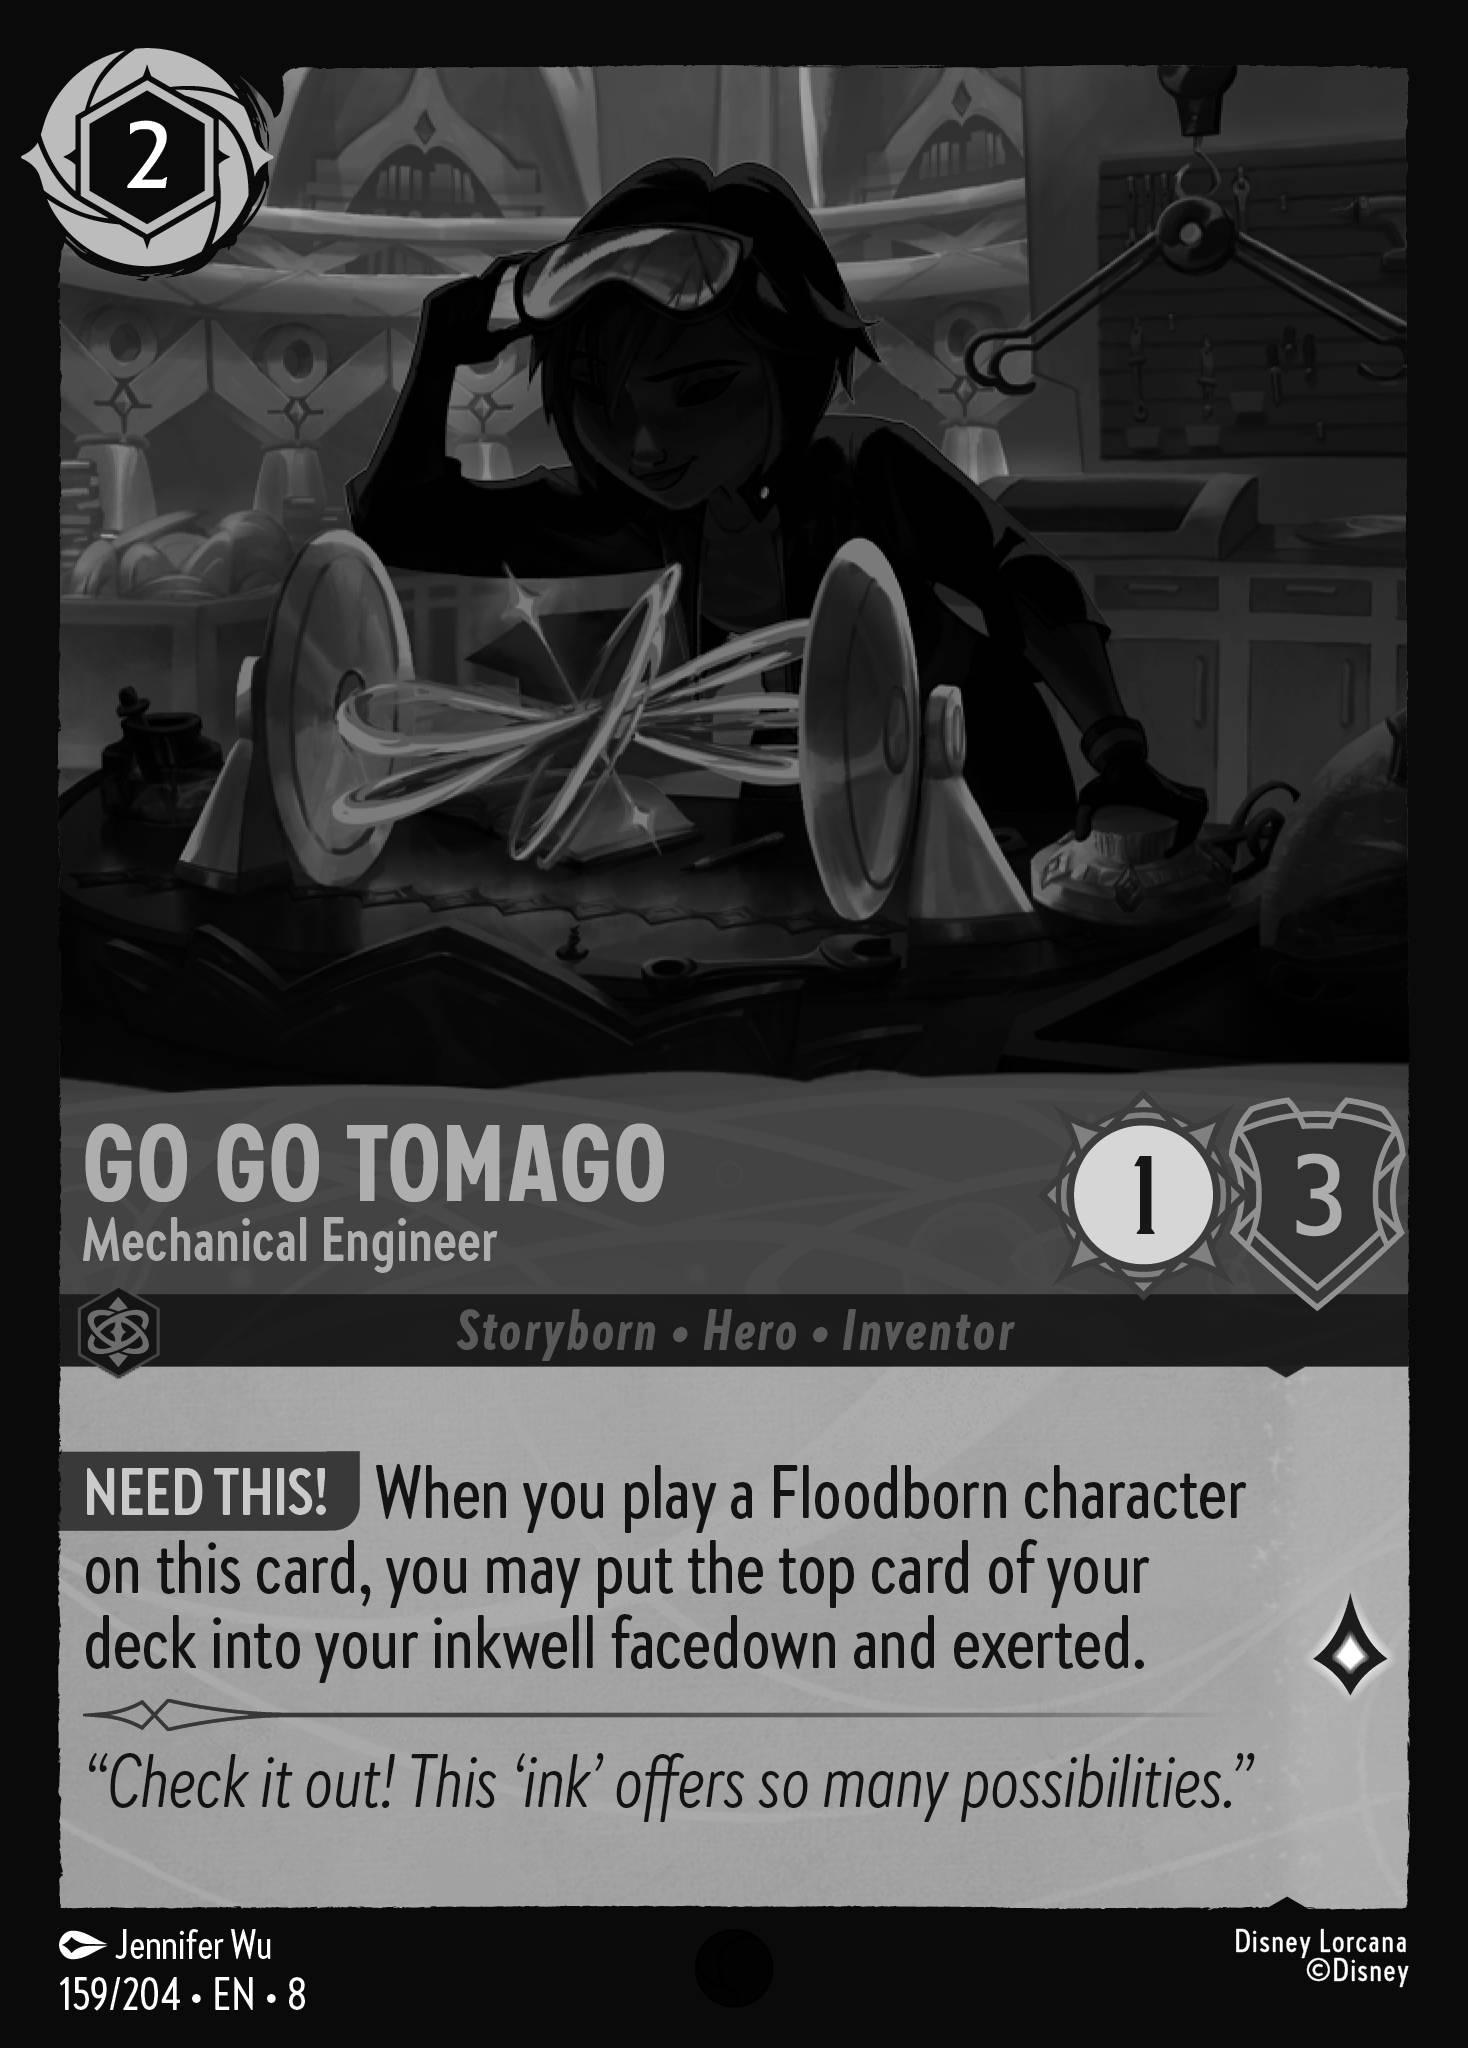 2
GO GO TOMAGO
1
3
Mechanical Engineer
Storyborn • Hero • Inventor
NEED THIS! When you play a Floodborn character
on this card, you may put the top card of your
deck into your inkwell facedown and exerted.
“Check it out! This ‘ink’ offers so many possibilities.”
Jennifer Wu
159/204 • EN • 8
Disney Lorcana
©Disney